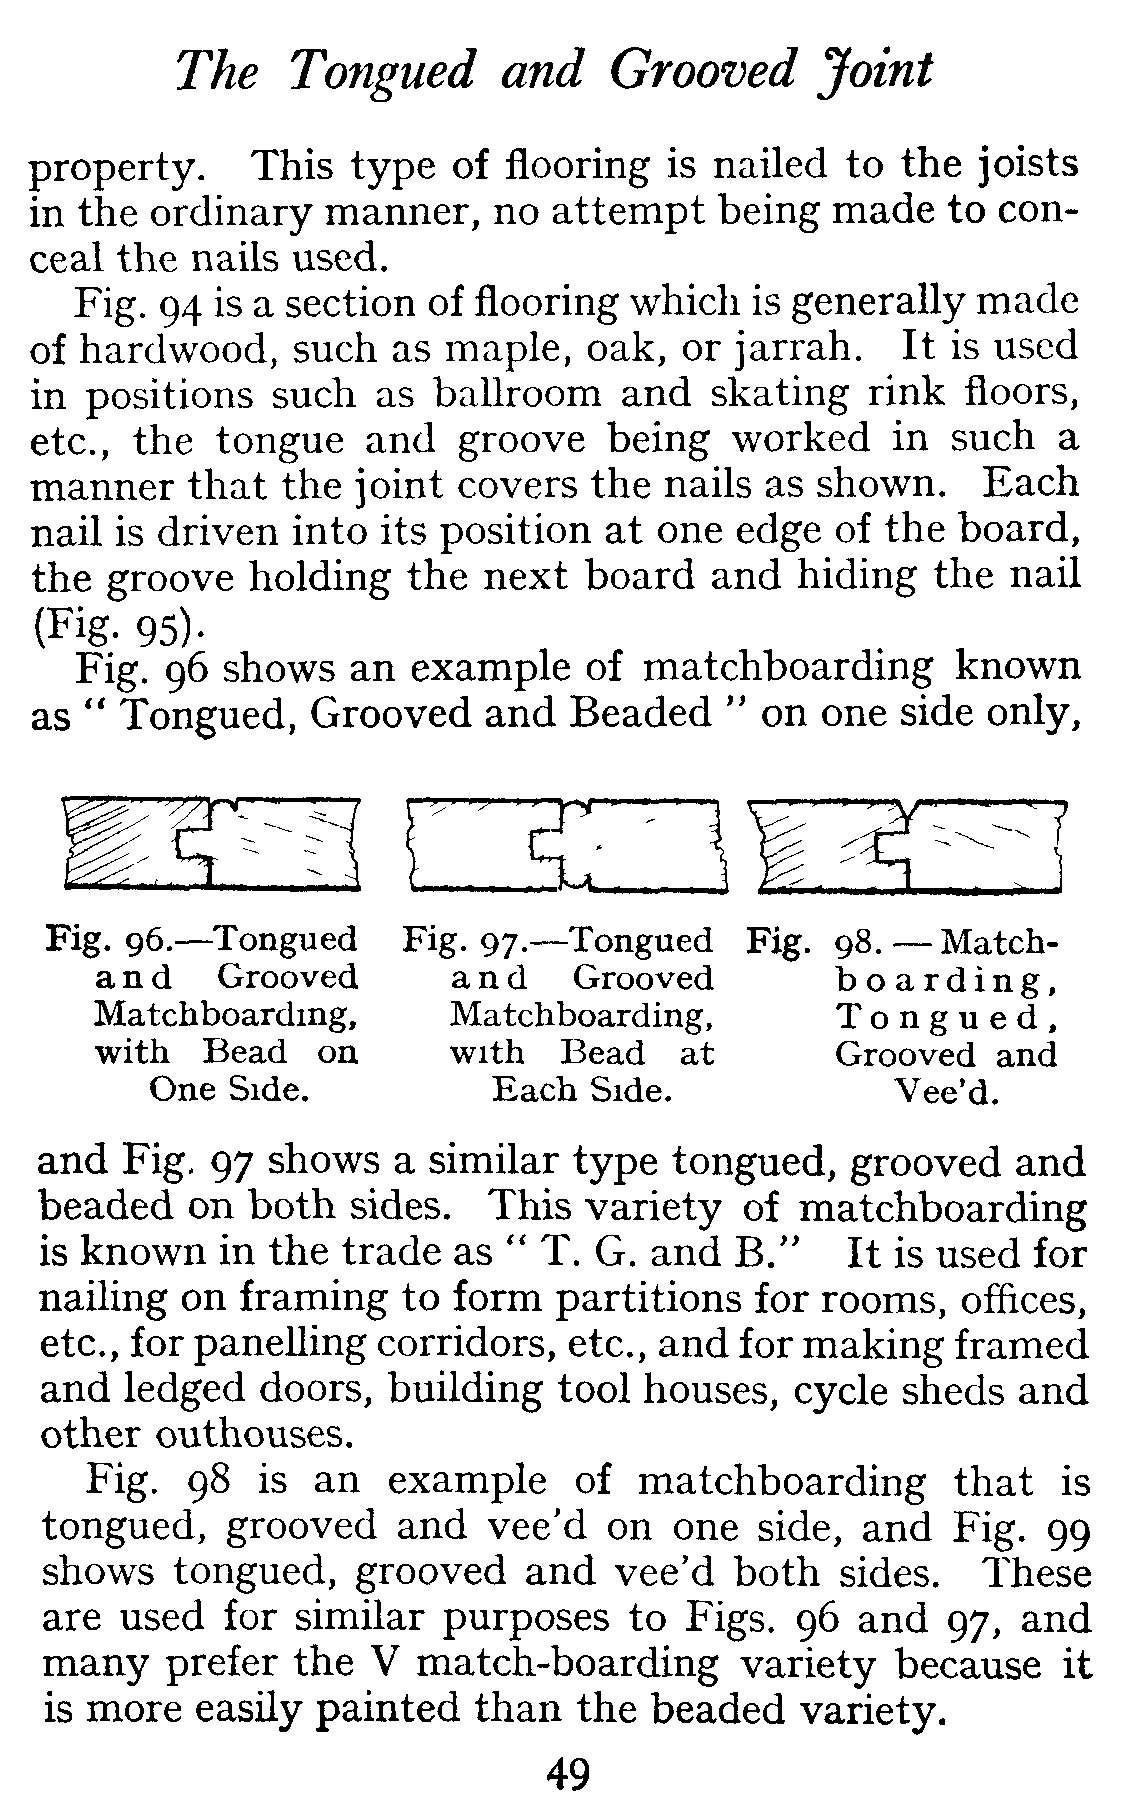 The Tongued and Grooved Joint
property. This type of flooring is nailed to the joists
in the ordinary manner, no attempt being made to con-
ceal the nails used.
Fig. 94 is a section of flooring which is generally made
of hardwood, such as maple, oak, or jarrah. It is used
in positions such as ballroom and skating rink floors,
etc., the tongue and groove being worked in such a
manner that the joint covers the nails as shown. Each
nail is driven into its position at one edge of the board,
the groove holding the next board and hiding the nail
(Fig. 95).
Fig. 96 shows an example of matchboarding known
as “ Tongued, Grooved and Beaded ” on one side only,
Fig. 96.—Tongued
and Grooved
Matchboarding,
with Bead on
One Side.
Fig. 97.—Tongued
and Grooved
Matchboarding,
with Bead at
Each Side.
Fig. 98. — Match-
boarding,
Tongued,
Grooved and
Vee'd.
and Fig. 97 shows a similar type tongued, grooved and
beaded on both sides. This variety of matchboarding
is known in the trade as “ T. G. and B.” It is used for
nailing on framing to form partitions for rooms, offices,
etc., for panelling corridors, etc., and for making framed
and ledged doors, building tool houses, cycle sheds and
other outhouses.
Fig. 98 is an example of matchboarding that is
tongued, grooved and vee'd on one side, and Fig. 99
shows tongued, grooved and vee'd both sides. These
are used for similar purposes to Figs. 96 and 97, and
many prefer the V match-boarding variety because it
is more easily painted than the beaded variety.
49